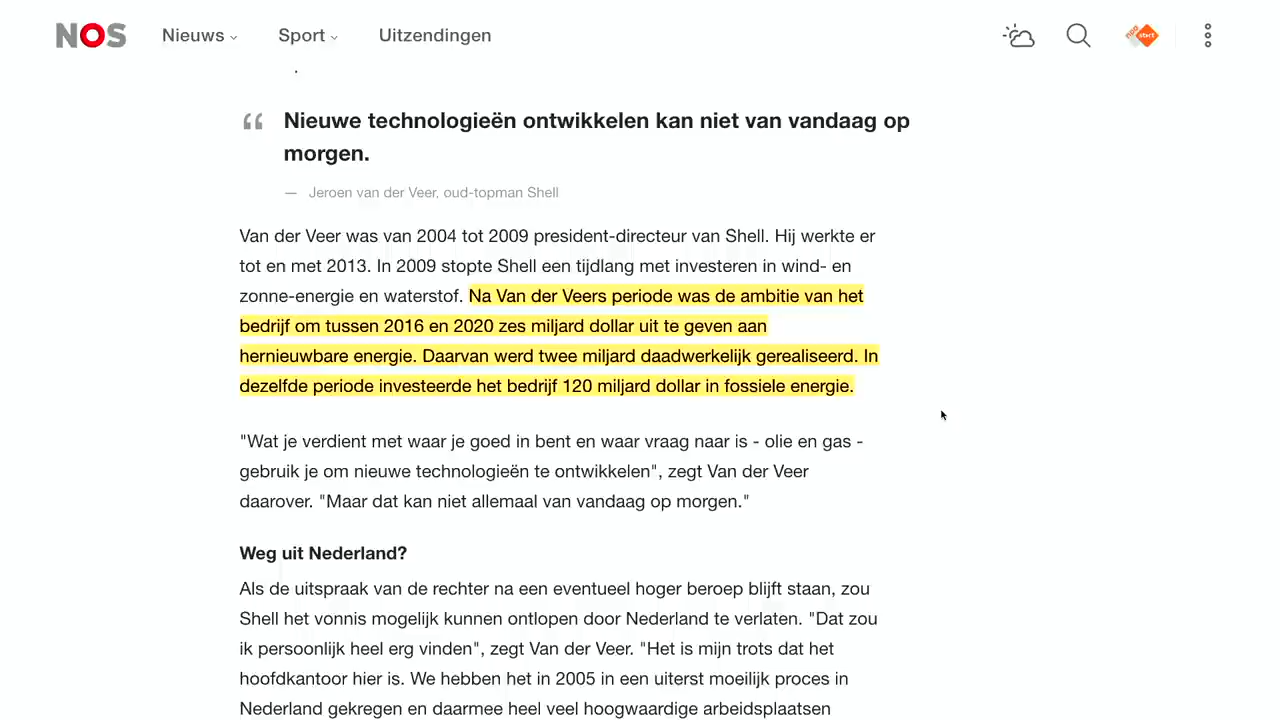 NOS Nieuws Sport Uitzendingen
npo start
“ Nieuwe technologieën ontwikkelen kan niet van vandaag op
morgen.
— Jeroen van der Veer, oud-topman Shell
Van der Veer was van 2004 tot 2009 president-directeur van Shell. Hij werkte er
tot en met 2013. In 2009 stopte Shell een tijdlang met investeren in wind- en
zonne-energie en waterstof. Na Van der Veers periode was de ambitie van het
bedrijf om tussen 2016 en 2020 zes miljard dollar uit te geven aan
hernieuwbare energie. Daarvan werd twee miljard daadwerkelijk gerealiseerd. In
dezelfde periode investeerde het bedrijf 120 miljard dollar in fossiele energie.
"Wat je verdient met waar je goed in bent en waar vraag naar is - olie en gas -
gebruik je om nieuwe technologieën te ontwikkelen", zegt Van der Veer
daarover. "Maar dat kan niet allemaal van vandaag op morgen."
Weg uit Nederland?
Als de uitspraak van de rechter na een eventueel hoger beroep blijft staan, zou
Shell het vonnis mogelijk kunnen ontlopen door Nederland te verlaten. "Dat zou
ik persoonlijk heel erg vinden", zegt Van der Veer. "Het is mijn trots dat het
hoofdkantoor hier is. We hebben het in 2005 in een uiterst moeilijk proces in
Nederland gekregen en daarmee heel veel hoogwaardige arbeidsplaatsen